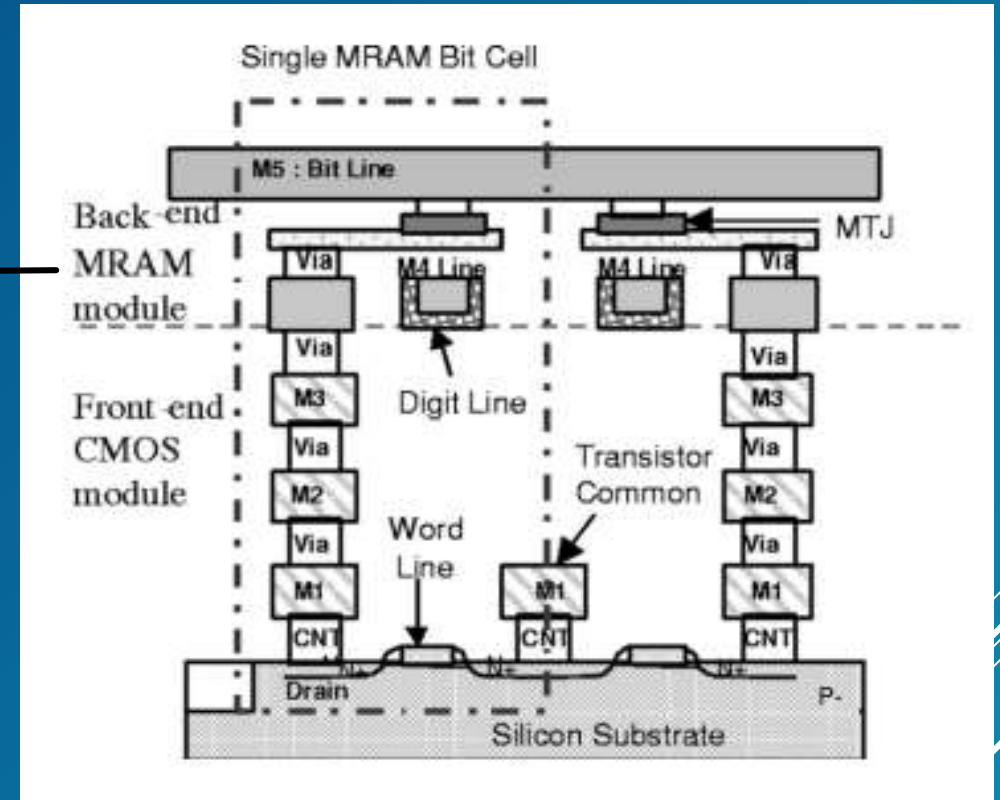 Single MRAM Bit Cell
M5 : Bit Line
Back-end
MRAM
module
MTJ
Via
M4 Line
M4 Line
Via
Via
Via
Digit Line
Front-end
CMOS
module
M3
M3
Via
Via
Transistor
Common
M2
M2
Word
Line
Via
Via
M1
M1
M1
CNT
CNT
CNT
N+
N+
N+
Drain
P-
Silicon Substrate